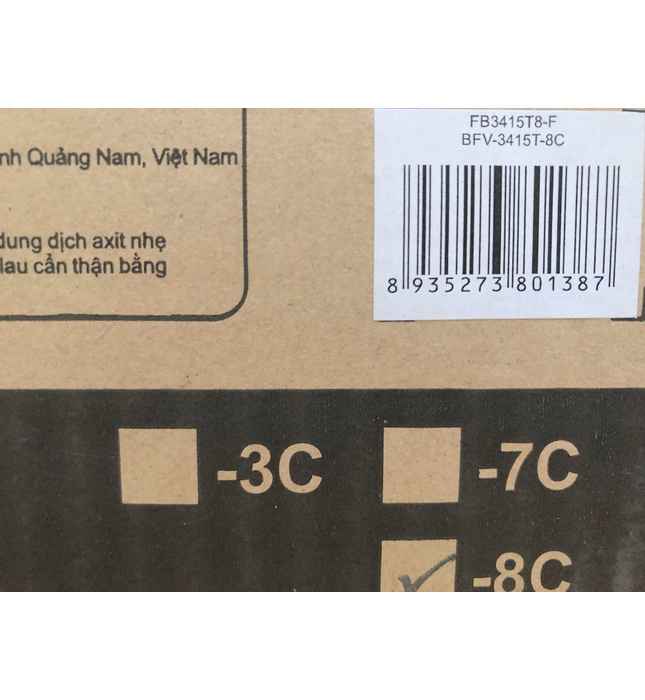 nh Quảng Nam, Việt Nam
dung dịch axit nhẹ
lau cẩn thận bằng
FB3415T8-F
BFV-3415T-8C
8 935273 801387
-3C
-7C
-8C